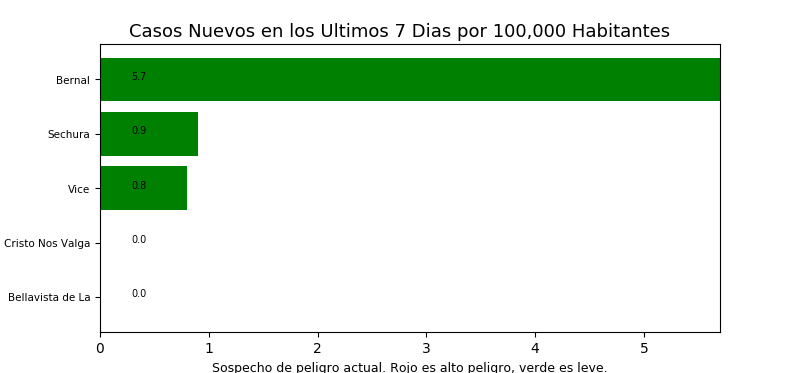 Casos Nuevos en los Ultimos 7 Dias por 100,000 Habitantes
Bernal 5.7
Sechura 0.9
Vice 0.8
Cristo Nos Valga 0.0
Bellavista de La 0.0
0 1 2 3 4 5
Sospecho de peligro actual. Rojo es alto peligro, verde es leve.